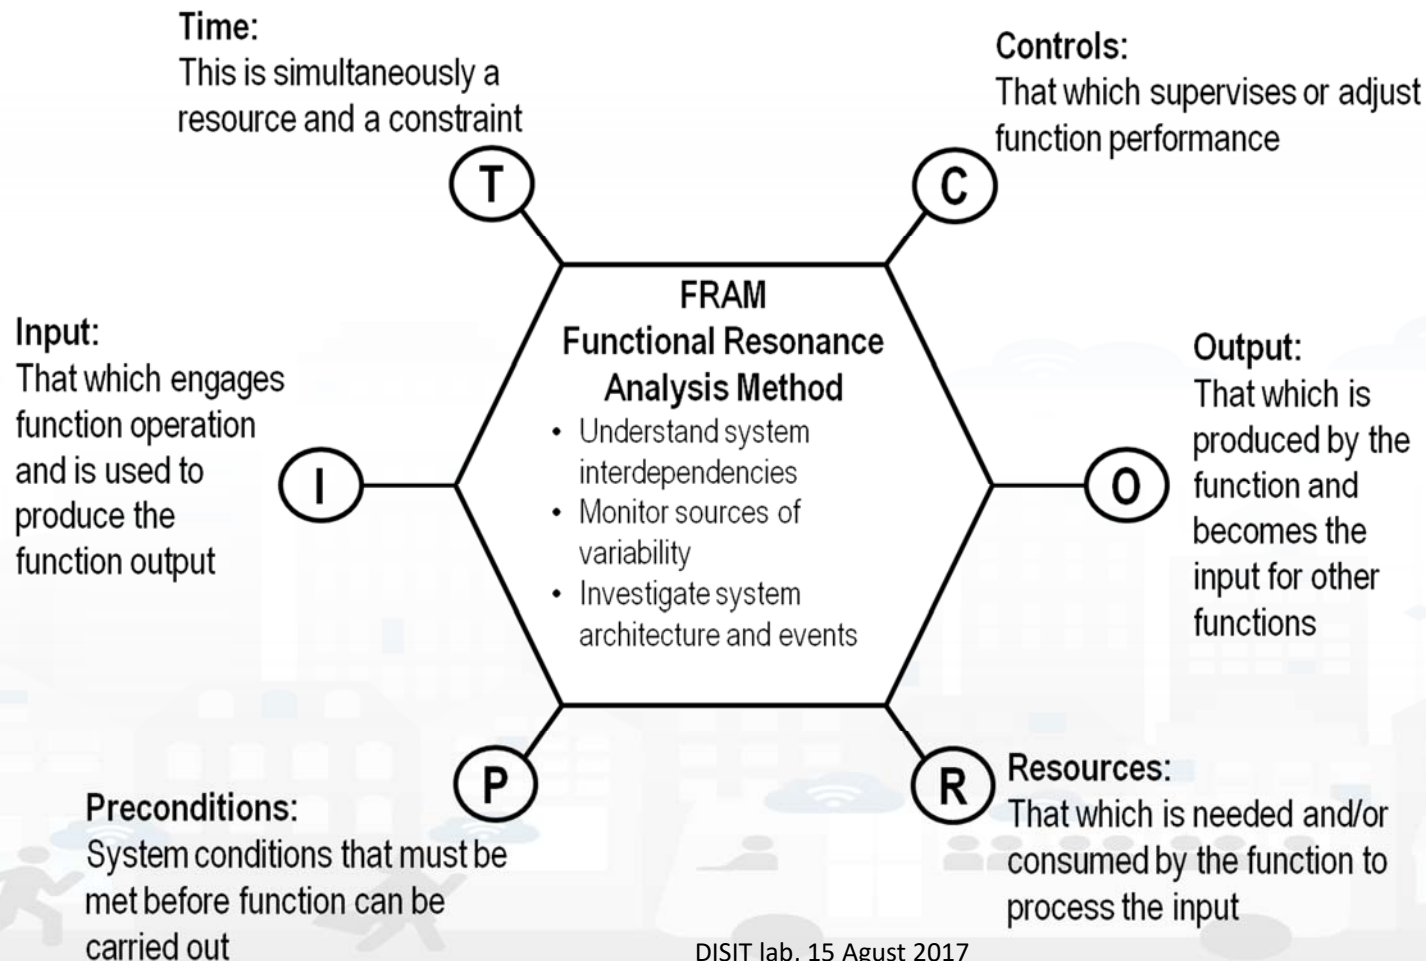 Time:
This is simultaneously a
resource and a constraint
Controls:
That which supervises or adjust
function performance
T
C
FRAM
Functional Resonance
Analysis Method
• Understand system
interdependencies
• Monitor sources of
variability
• Investigate system
architecture and events
Input:
That which engages
function operation
and is used to
produce the
function output
I
O
Output:
That which is
produced by the
function and
becomes the
input for other
functions
P
R
Preconditions:
System conditions that must be
met before function can be
carried out
Resources:
That which is needed and/or
consumed by the function to
process the input
DISIT lab, 15 Agust 2017